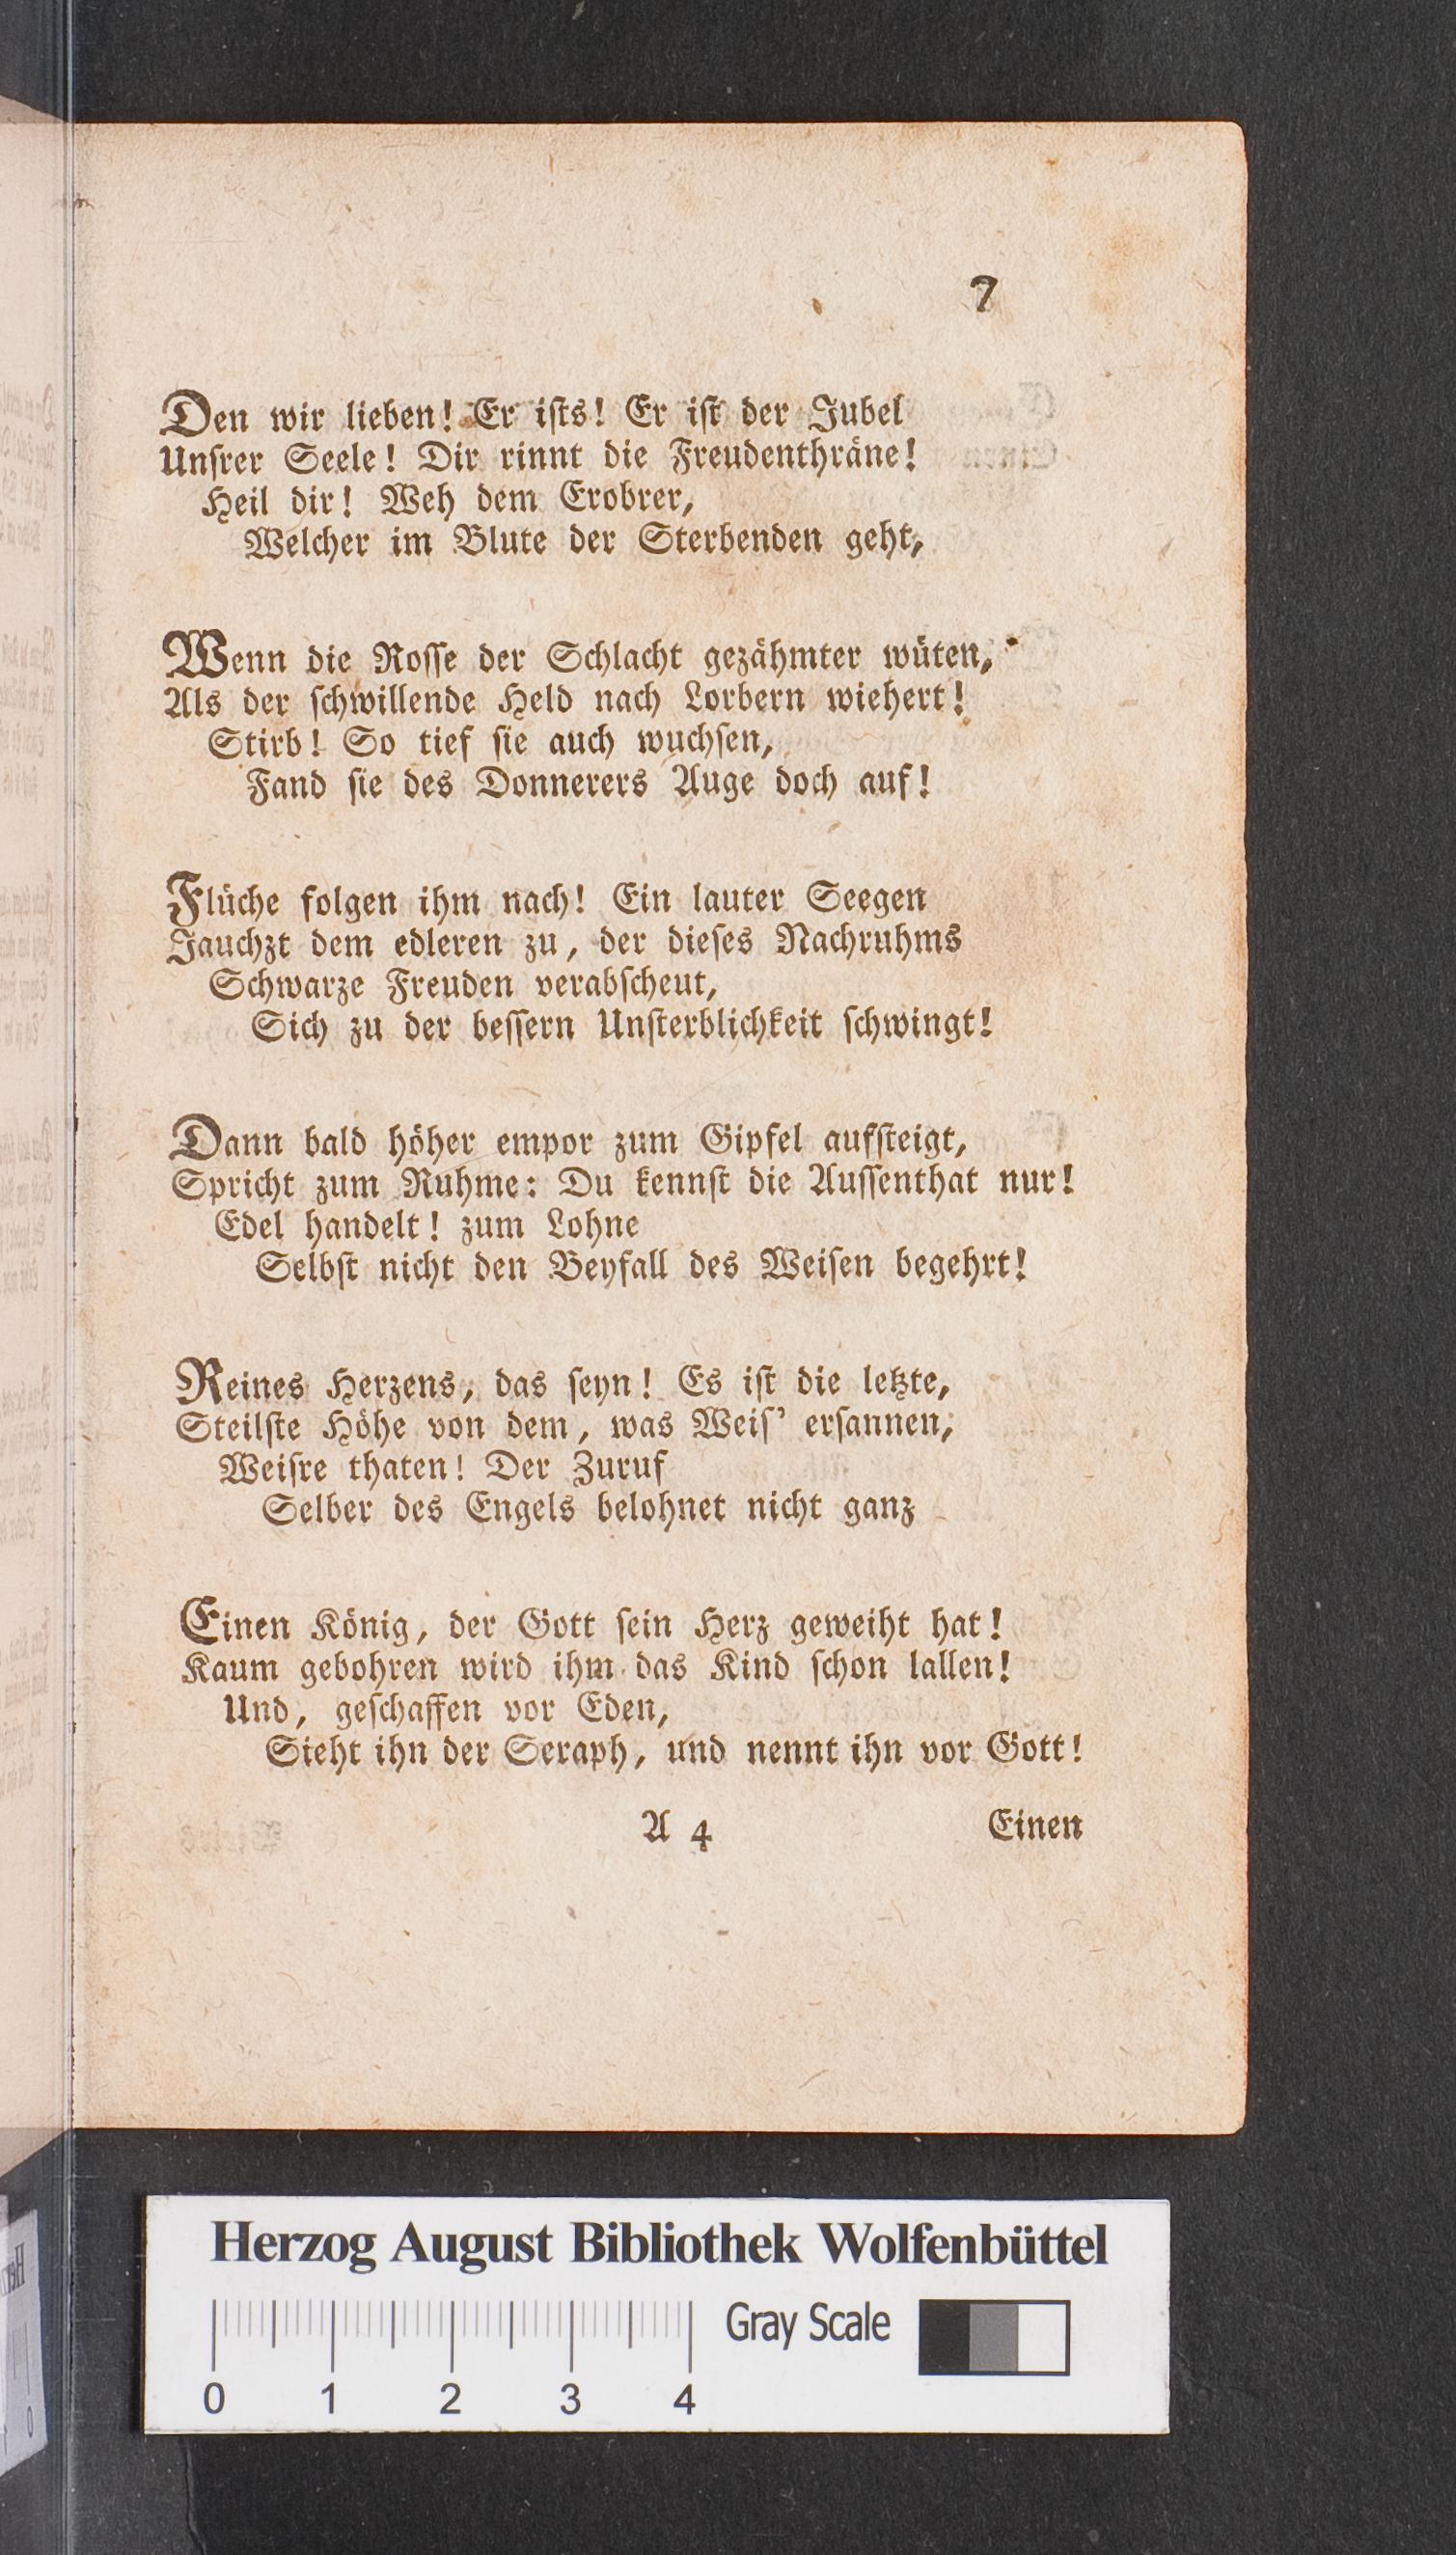 7
Den wir lieben! Er iſts! Er iſt der Jubel
Unſrer Seele! Dir rinnt die Freudenthräne!
Heil dir! Weh dem Erobrer,
Welcher im Blute der Sterbenden geht,
Wenn die Roſſe der Schlacht gezähmter wüten,
Als der ſchwillende Held nach Lorbern wiehert!
Stirb! So tief ſie auch wuchſen,
Fand ſie des Donnerers Auge doch auf!
Flüche folgen ihm nach! Ein lauter Seegen
Jauchzt dem edleren zu, der dieſes Nachruhms
Schwarze Freuden verabſcheut,
Sich zu der beſſern Unſterblichkeit ſchwingt!
Dann bald höher empor zum Gipfel aufſteigt,
Spricht zum Ruhme: Du kennſt die Auſſenthat nur!
Edel handelt! zum Lohne
Selbſt nicht den Beyfall des Weiſen begehrt!
Reines Herzens, das ſeyn! Es iſt die letzte,
Steilſte Höhe von dem, was Weiſ’ erſannen,
Weiſre thaten! Der Zuruf
Selber des Engels belohnet nicht ganz
Einen König, der Gott ſein Herz geweiht hat!
Kaum gebohren wird ihm das Kind ſchon lallen!
Und, geſchaffen vor Eden,
Sieht ihn der Seraph, und nennt ihn vor Gott!
A 4 Einen
Herzog August Bibliothek Wolfenbüttel
Gray Scale
0 1 2 3 4